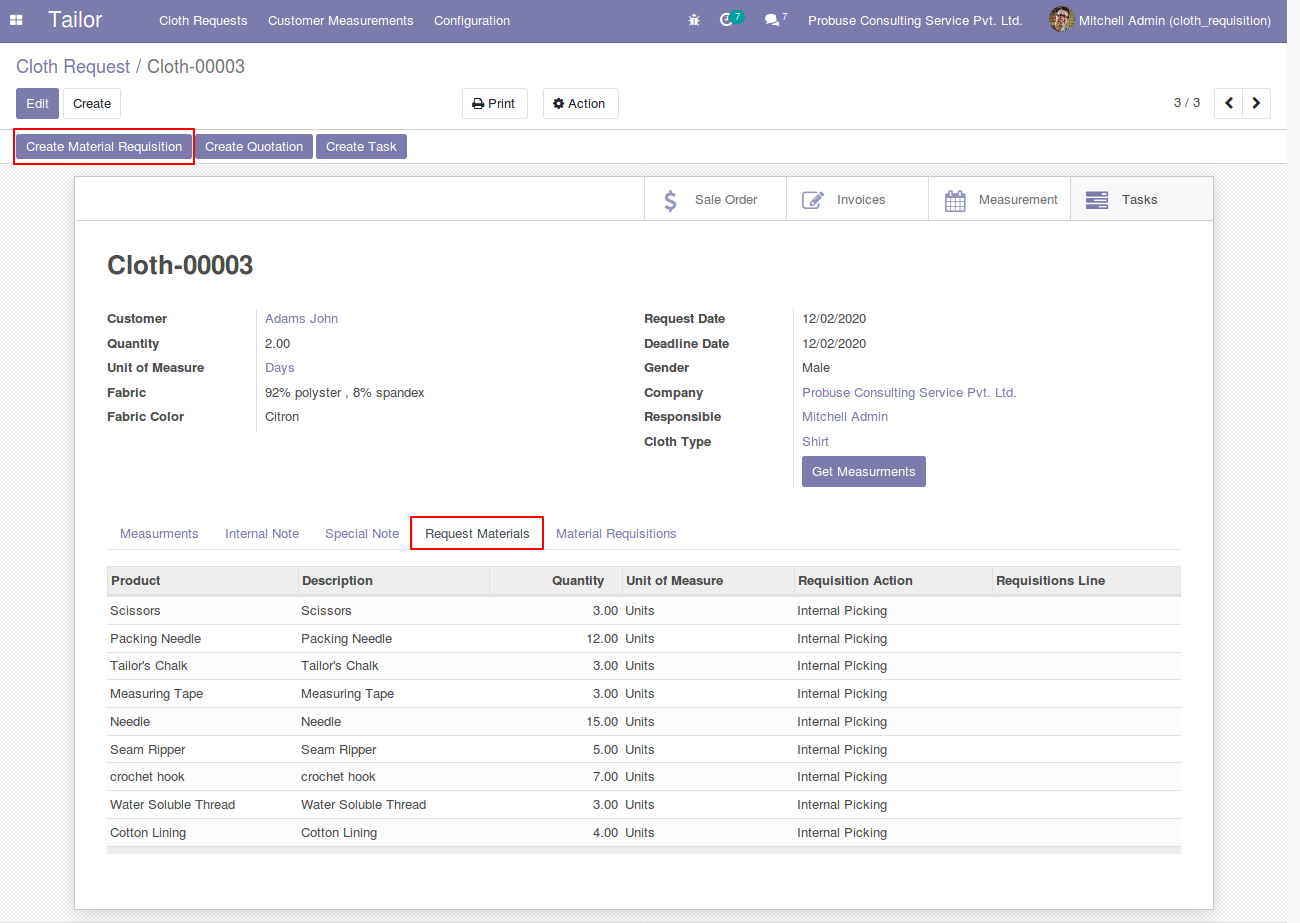 Tailor Cloth Requests Customer Measurements Configuration 7 7 Probuse Consulting Service Pvt. Ltd. Mitchell Admin (cloth_requisition)
Cloth Request / Cloth-00003
Edit Create Print Action 3 / 3
Create Material Requisition Create Quotation Create Task
$ Sale Order Invoices Measurement Tasks
Cloth-00003
Customer Adams John Request Date 12/02/2020
Quantity 2.00 Deadline Date 12/02/2020
Unit of Measure Days Gender Male
Fabric 92% polyster , 8% spandex Company Probuse Consulting Service Pvt. Ltd.
Fabric Color Citron Responsible Mitchell Admin
Cloth Type Shirt
Get Measurments
Measurments Internal Note Special Note Request Materials Material Requisitions
Product Description Quantity Unit of Measure Requisition Action Requisitions Line
Scissors Scissors 3.00 Units Internal Picking
Packing Needle Packing Needle 12.00 Units Internal Picking
Tailor's Chalk Tailor's Chalk 3.00 Units Internal Picking
Measuring Tape Measuring Tape 3.00 Units Internal Picking
Needle Needle 15.00 Units Internal Picking
Seam Ripper Seam Ripper 5.00 Units Internal Picking
crochet hook crochet hook 7.00 Units Internal Picking
Water Soluble Thread Water Soluble Thread 3.00 Units Internal Picking
Cotton Lining Cotton Lining 4.00 Units Internal Picking